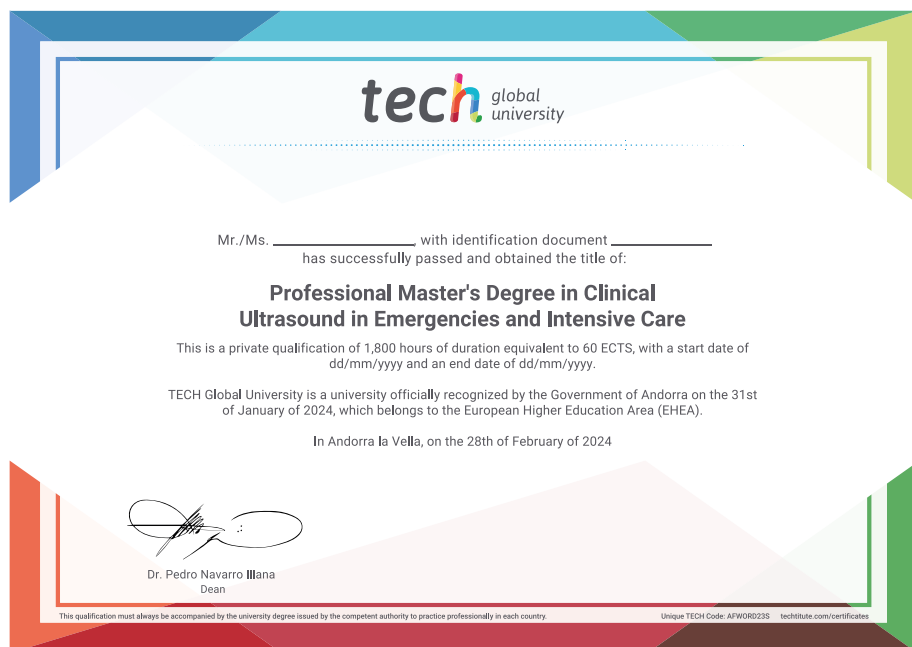 tech global
university
Mr./Ms. ____________________, with identification document ______________
has successfully passed and obtained the title of:
Professional Master's Degree in Clinical
Ultrasound in Emergencies and Intensive Care
This is a private qualification of 1,800 hours of duration equivalent to 60 ECTS, with a start date of
dd/mm/yyyy and an end date of dd/mm/yyyy.
TECH Global University is a university officially recognized by the Government of Andorra on the 31st
of January of 2024, which belongs to the European Higher Education Area (EHEA).
In Andorra la Vella, on the 28th of February of 2024
Dr. Pedro Navarro Illana
Dean
This qualification must always be accompanied by the university degree issued by the competent authority to practice professionally in each country.
Unique TECH Code: AFWORD23S techtitute.com/certificates